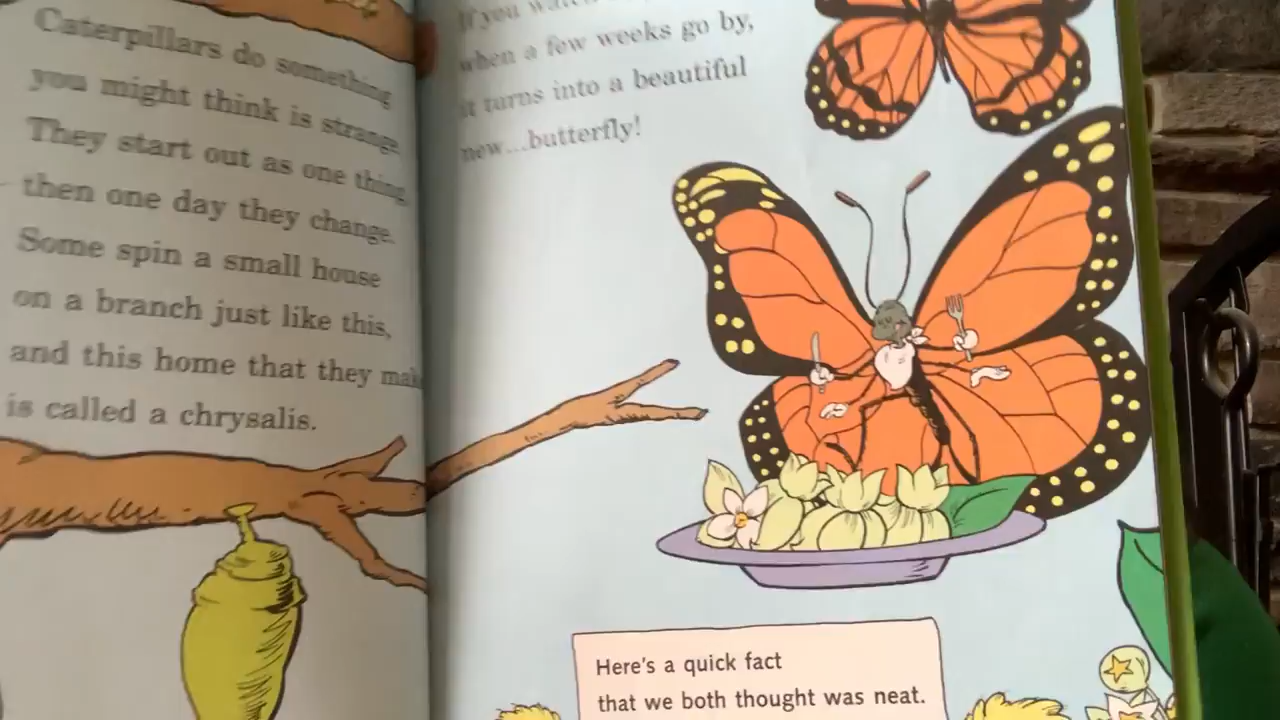 Caterpillars do something
you might think is strange.
They start out as one thing
then one day they change.
Some spin a small house
on a branch just like this,
and this home that they
is called a chrysalis.
If you
when a few weeks go by,
it turns into a beautiful
new...butterfly!
Here's a quick fact
that we both thought was neat.